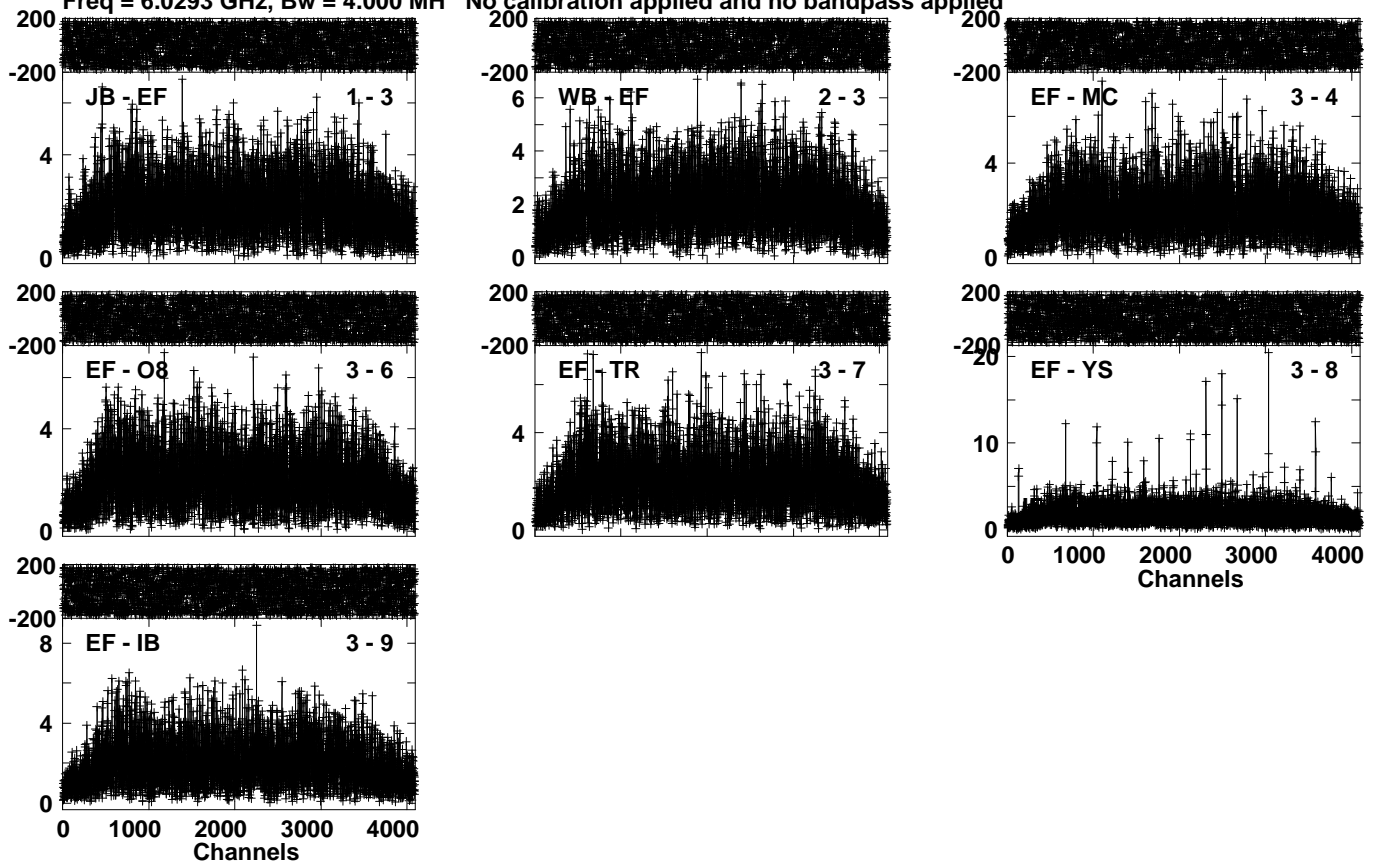 Freq = 6.0293 GHz, Bw = 4.000 MH No calibration applied and no bandpass applied
200 200 200
-200 -200 -200
JB - EF 1 - 3 WB - EF 2 - 3 EF - MC 3 - 4
6
4 4 4
2
0 0 0
200 200 200
-200 -200 -200
20
EF - O8 3 - 6 EF - TR 3 - 7 EF - YS 3 - 8
4 4 10
0 0 0
0 1000 2000 3000 4000
Channels
200
-200
EF - IB 3 - 9
8
4
0
0 1000 2000 3000 4000
Channels